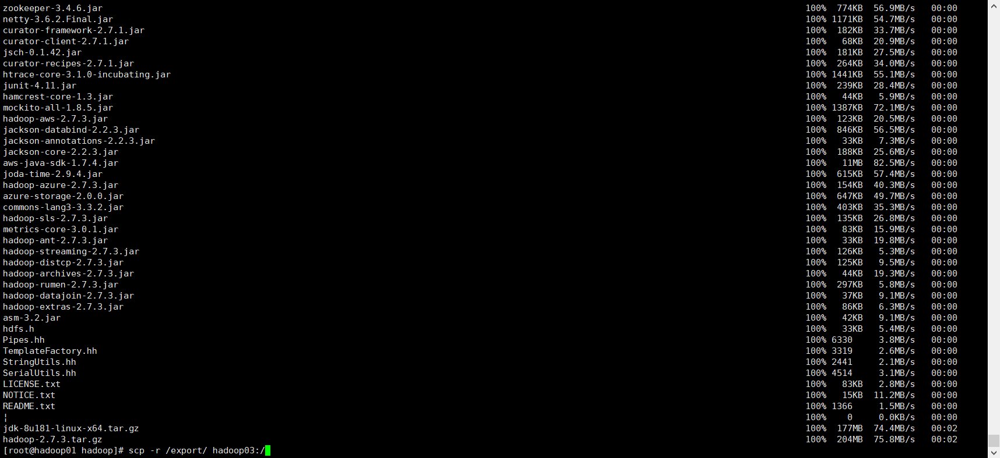 zookeeper-3.4.6.jar 100% 774KB 56.9MB/s 00:00
netty-3.6.2.Final.jar 100% 1171KB 54.7MB/s 00:00
curator-framework-2.7.1.jar 100% 182KB 33.7MB/s 00:00
curator-client-2.7.1.jar 100% 68KB 20.9MB/s 00:00
jsch-0.1.42.jar 100% 181KB 27.5MB/s 00:00
curator-recipes-2.7.1.jar 100% 264KB 34.0MB/s 00:00
htrace-core-3.1.0-incubating.jar 100% 1441KB 55.1MB/s 00:00
junit-4.11.jar 100% 239KB 28.4MB/s 00:00
hamcrest-core-1.3.jar 100% 44KB 5.9MB/s 00:00
mockito-all-1.8.5.jar 100% 1387KB 72.1MB/s 00:00
hadoop-aws-2.7.3.jar 100% 123KB 20.5MB/s 00:00
jackson-databind-2.2.3.jar 100% 846KB 56.5MB/s 00:00
jackson-annotations-2.2.3.jar 100% 33KB 7.3MB/s 00:00
jackson-core-2.2.3.jar 100% 188KB 25.6MB/s 00:00
aws-java-sdk-1.7.4.jar 100% 11MB 82.5MB/s 00:00
joda-time-2.9.4.jar 100% 615KB 57.4MB/s 00:00
hadoop-azure-2.7.3.jar 100% 154KB 40.3MB/s 00:00
azure-storage-2.0.0.jar 100% 647KB 49.7MB/s 00:00
commons-lang3-3.3.2.jar 100% 403KB 35.3MB/s 00:00
hadoop-sls-2.7.3.jar 100% 135KB 26.8MB/s 00:00
metrics-core-3.0.1.jar 100% 83KB 15.9MB/s 00:00
hadoop-ant-2.7.3.jar 100% 33KB 19.8MB/s 00:00
hadoop-streaming-2.7.3.jar 100% 126KB 5.3MB/s 00:00
hadoop-distcp-2.7.3.jar 100% 125KB 9.5MB/s 00:00
hadoop-archives-2.7.3.jar 100% 44KB 19.3MB/s 00:00
hadoop-rumen-2.7.3.jar 100% 297KB 5.8MB/s 00:00
hadoop-datajoin-2.7.3.jar 100% 37KB 9.1MB/s 00:00
hadoop-extras-2.7.3.jar 100% 86KB 6.3MB/s 00:00
asm-3.2.jar 100% 42KB 9.1MB/s 00:00
hdfs.h 100% 33KB 5.4MB/s 00:00
Pipes.hh 100% 6330 3.8MB/s 00:00
TemplateFactory.hh 100% 3319 2.6MB/s 00:00
StringUtils.hh 100% 2441 2.1MB/s 00:00
SerialUtils.hh 100% 4514 3.1MB/s 00:00
LICENSE.txt 100% 83KB 2.8MB/s 00:00
NOTICE.txt 100% 15KB 11.2MB/s 00:00
README.txt 100% 1366 1.5MB/s 00:00
¦ 100% 0 0.0KB/s 00:00
jdk-8u181-linux-x64.tar.gz 100% 177MB 74.4MB/s 00:02
hadoop-2.7.3.tar.gz 100% 204MB 75.8MB/s 00:02
[root@hadoop01 hadoop]# scp -r /export/ hadoop03:/